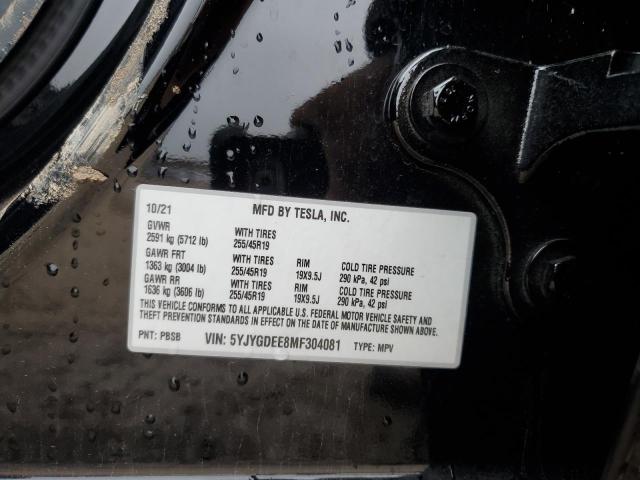 10/21 MFD BY TESLA, INC.
GVWR WITH TIRES
2591 kg (5712 lb) 255/45R19
GAWR FRT WITH TIRES RIM COLD TIRE PRESSURE
1363 kg (3004 lb) 255/45R19 19X9.5J 290 kPa, 42 psi
GAWR RR WITH TIRES RIM COLD TIRE PRESSURE
1636 kg (3606 lb) 255/45R19 19X9.5J 290 kPa, 42 psi
THIS VEHICLE CONFORMS TO ALL APPLICABLE U.S. FEDERAL MOTOR VEHICLE SAFETY AND
THEFT PREVENTION STANDARDS IN EFFECT ON THE DATE OF MANUFACTURE SHOWN ABOVE.
PNT: PBSB VIN: 5YJYGDEE8MF304081 TYPE: MPV